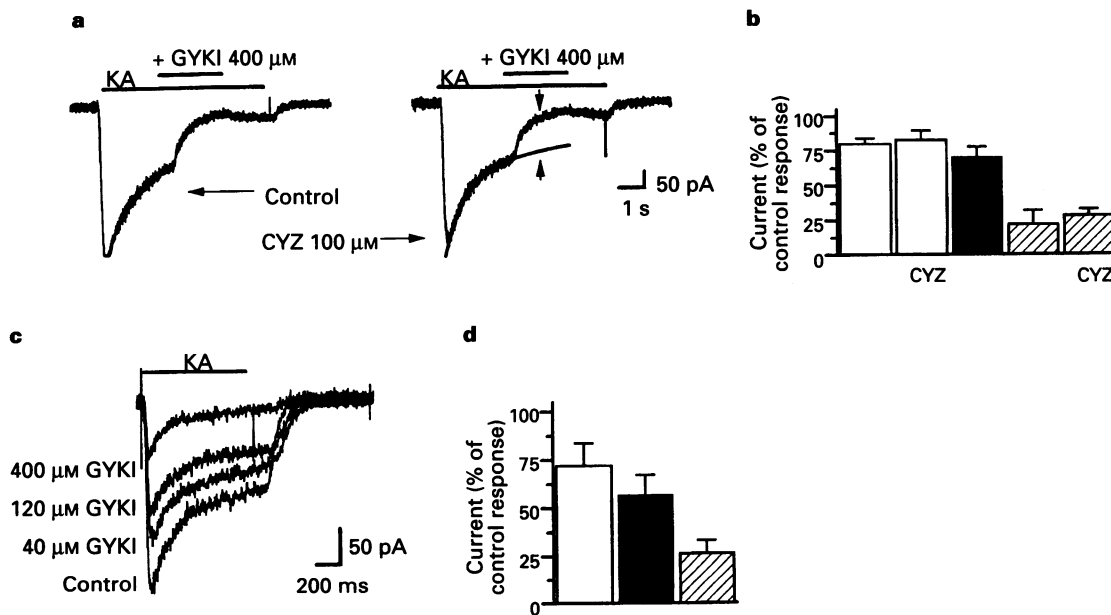 a
+ GYKI 400 μM
KA
Control
CYZ 100 μM
+ GYKI 400 μM
KA
50 pA
1 s
b
Current (% of
control response)
100
75
50
25
0
CYZ
CYZ
c
KA
400 μM GYKI
120 μM GYKI
40 μM GYKI
Control
50 pA
200 ms
d
Current (% of
control response)
100
75
50
25
0